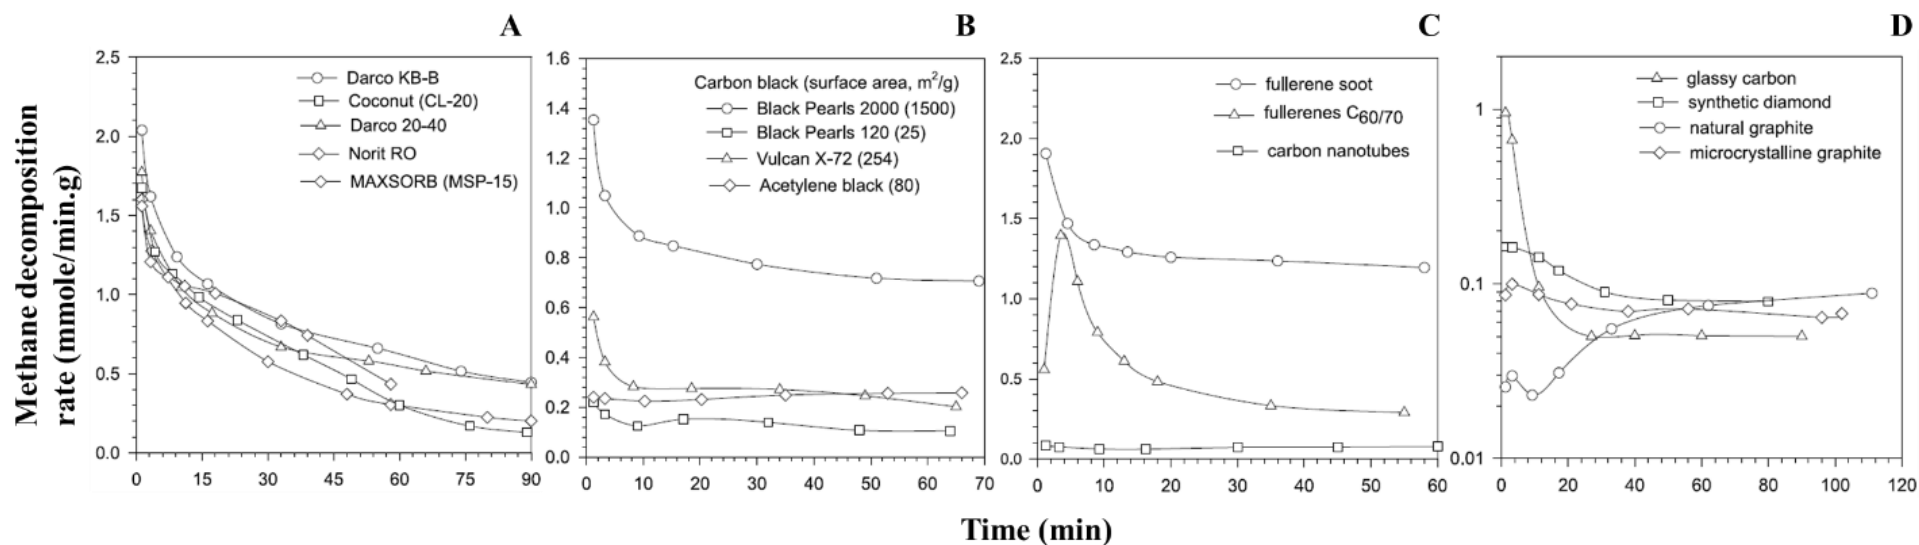 A
B
C
D
Methane decomposition
rate (mmole/min.g)
2.5
2.0
1.5
1.0
0.5
0.0
0 15 30 45 60 75 90
Darco KB-B
Coconut (CL-20)
Darco 20-40
Norit RO
MAXSORB (MSP-15)
1.6
1.4
1.2
1.0
0.8
0.6
0.4
0.2
0.0
0 10 20 30 40 50 60 70
Carbon black (surface area, m²/g)
Black Pearls 2000 (1500)
Black Pearls 120 (25)
Vulcan X-72 (254)
Acetylene black (80)
2.5
2.0
1.5
1.0
0.5
0.0
0 10 20 30 40 50 60
fullerene soot
fullerenes C60/70
carbon nanotubes
1
0.1
0.01
0 20 40 60 80 100 120
glassy carbon
synthetic diamond
natural graphite
microcrystalline graphite
Time (min)